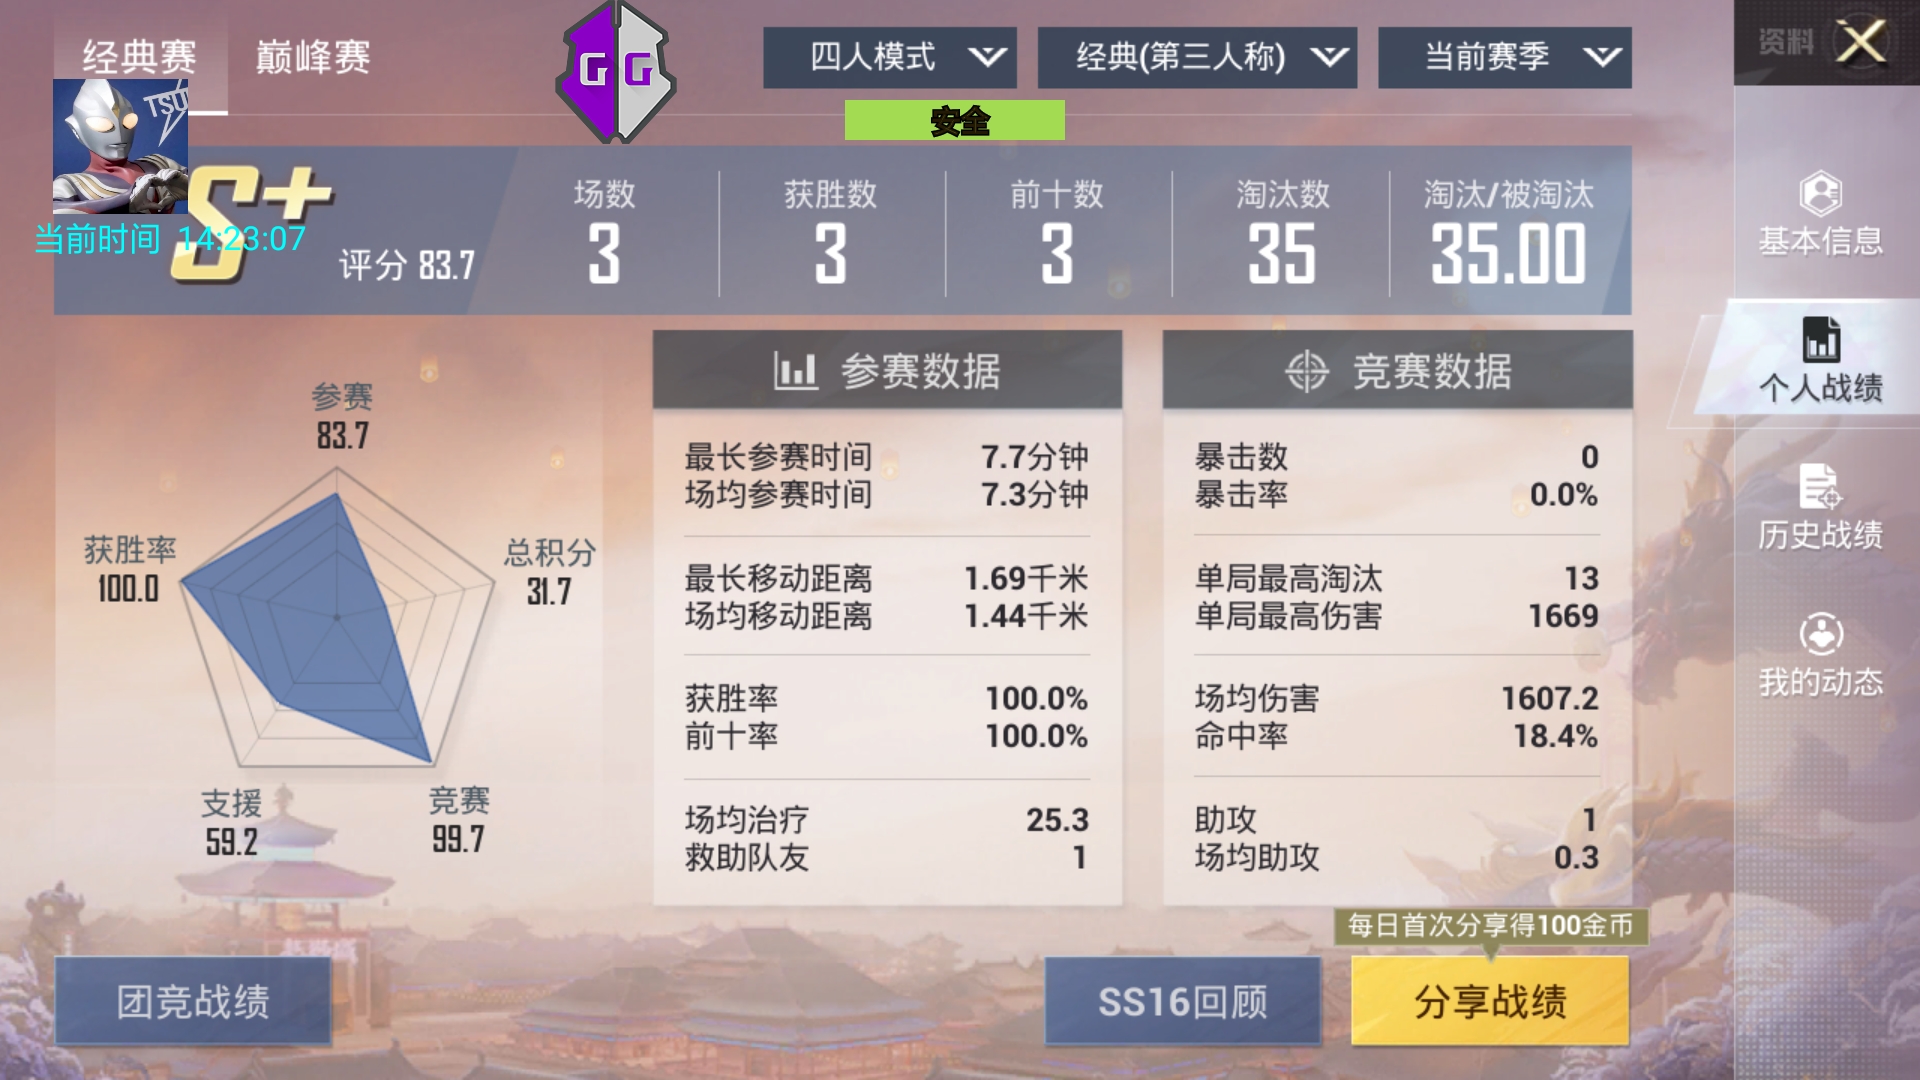 经典赛
巅峰赛
GG
四人模式
经典(第三人称)
当前赛季
资料
安全
TSU
当前时间 14:23:07
S+
评分 83.7
场数
3
获胜数
3
前十数
3
淘汰数
35
淘汰/被淘汰
35.00
基本信息
个人战绩
历史战绩
我的动态
参赛
83.7
获胜率
100.0
总积分
31.7
支援
59.2
竞赛
99.7
参赛数据
最长参赛时间 7.7分钟
场均参赛时间 7.3分钟
最长移动距离 1.69千米
场均移动距离 1.44千米
获胜率 100.0%
前十率 100.0%
场均治疗 25.3
救助队友 1
竞赛数据
暴击数 0
暴击率 0.0%
单局最高淘汰 13
单局最高伤害 1669
场均伤害 1607.2
命中率 18.4%
助攻 1
场均助攻 0.3
每日首次分享得100金币
团竞战绩
SS16回顾
分享战绩